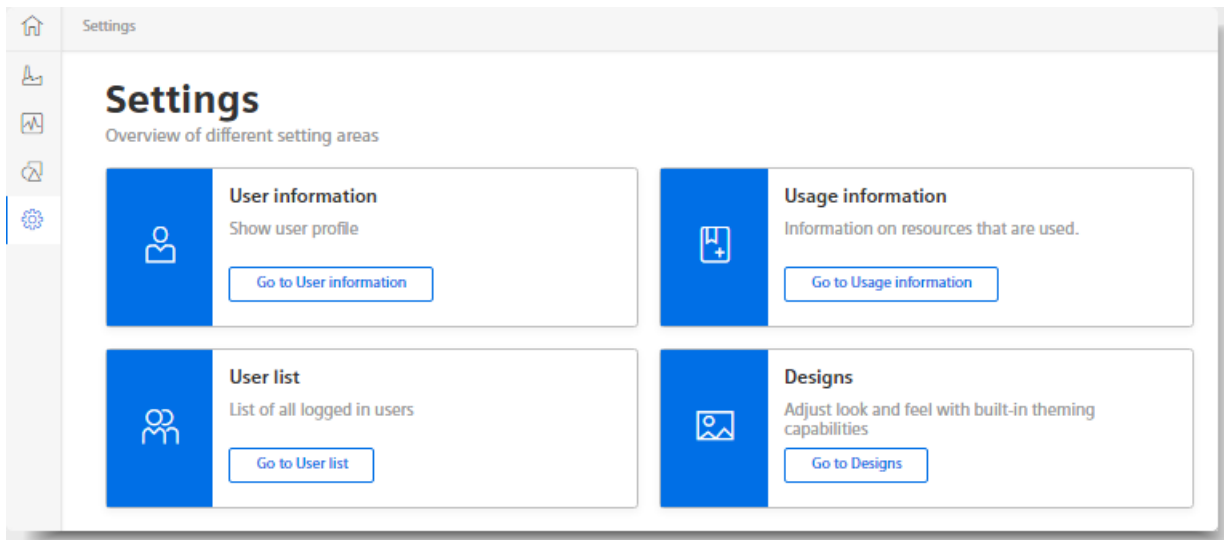 Settings
Settings
Overview of different setting areas
User information
Show user profile
Go to User information
Usage information
Information on resources that are used.
Go to Usage information
User list
List of all logged in users
Go to User list
Designs
Adjust look and feel with built-in theming
capabilities
Go to Designs